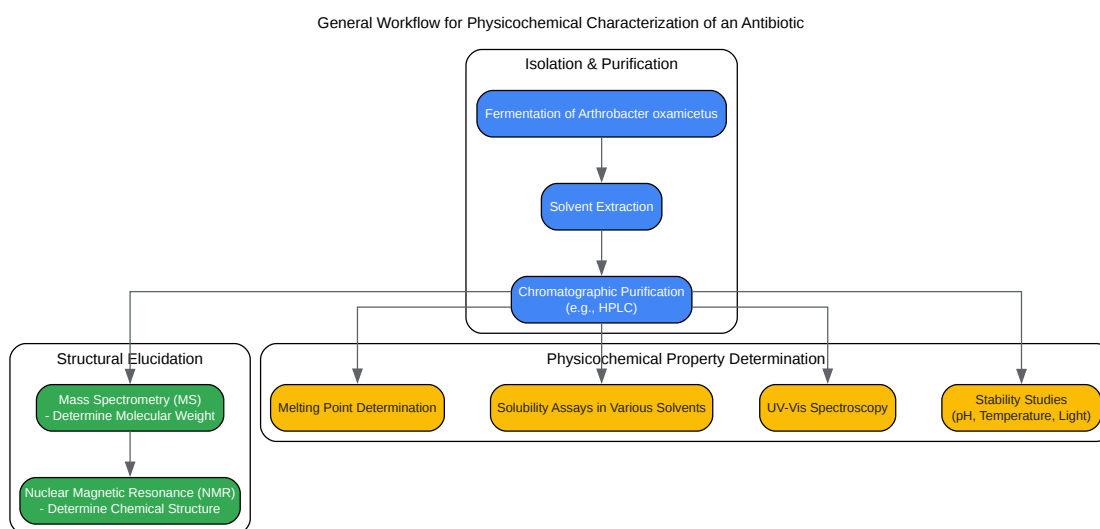 General Workflow for Physicochemical Characterization of an Antibiotic
Isolation & Purification
Fermentation of Arthrobacter oxamicetus
Solvent Extraction
Chromatographic Purification
(e.g., HPLC)
Structural Elucidation
Mass Spectrometry (MS)
- Determine Molecular Weight
Nuclear Magnetic Resonance (NMR)
- Determine Chemical Structure
Physicochemical Property Determination
Melting Point Determination
Solubility Assays in Various Solvents
UV-Vis Spectroscopy
Stability Studies
(pH, Temperature, Light)